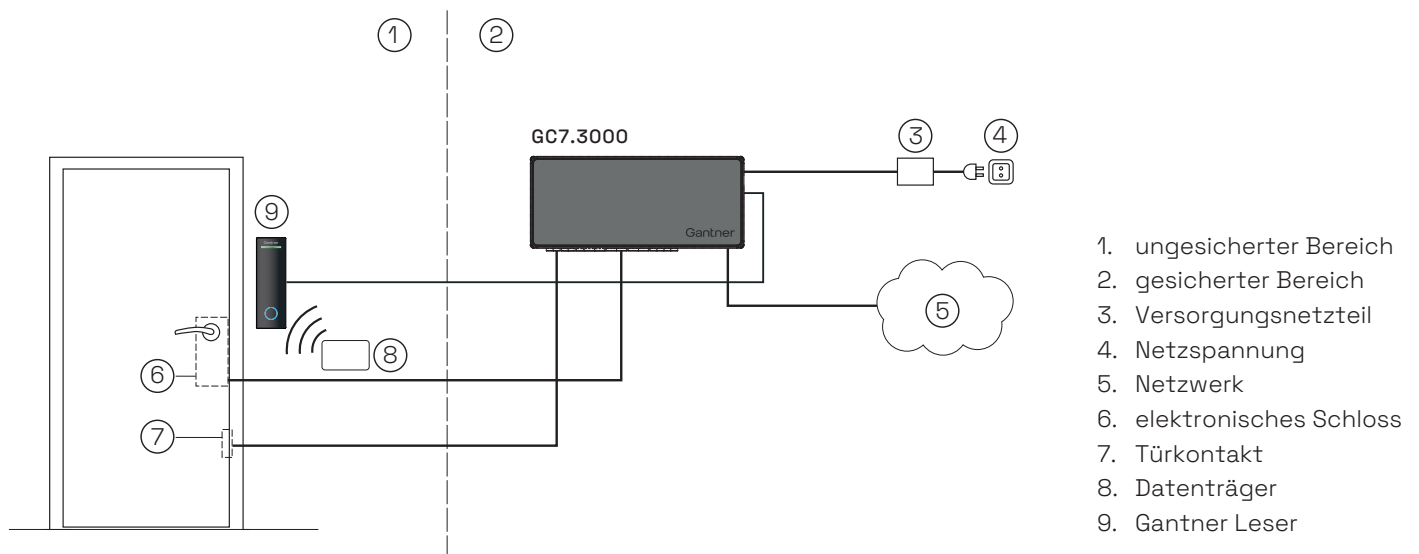 1
2
GC7.3000
3
4
Gantner
9
5
8
6
7
1. ungesicherter Bereich
2. gesicherter Bereich
3. Versorgungsnetzteil
4. Netzspannung
5. Netzwerk
6. elektronisches Schloss
7. Türkontakt
8. Datenträger
9. Gantner Leser